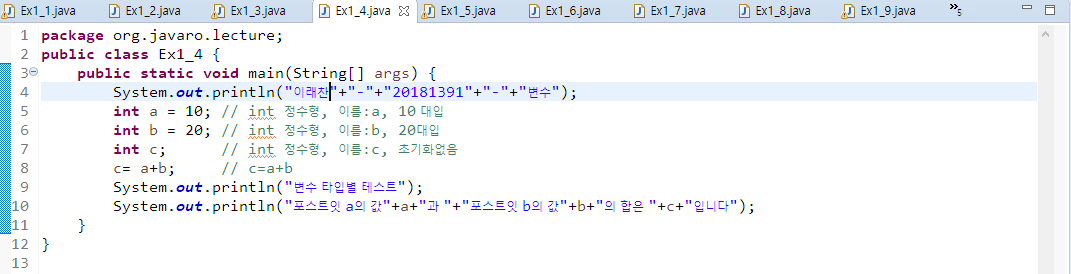 Ex1_1.java Ex1_2.java Ex1_3.java Ex1_4.java Ex1_5.java Ex1_6.java Ex1_7.java Ex1_8.java Ex1_9.java »5
1 package org.javaro.lecture;
2 public class Ex1_4 {
3 public static void main(String[] args) {
4 System.out.println("이래찬"+"-"+"20181391"+"-"+"변수");
5 int a = 10; // int 정수형, 이름:a, 10 대입
6 int b = 20; // int 정수형, 이름:b, 20대입
7 int c; // int 정수형, 이름:c, 초기화없음
8 c= a+b; // c=a+b
9 System.out.println("변수 타입별 테스트");
10 System.out.println("포스트잇 a의 값"+a+"과 "+"포스트잇 b의 값"+b+"의 합은 "+c+"입니다");
11 }
12 }
13